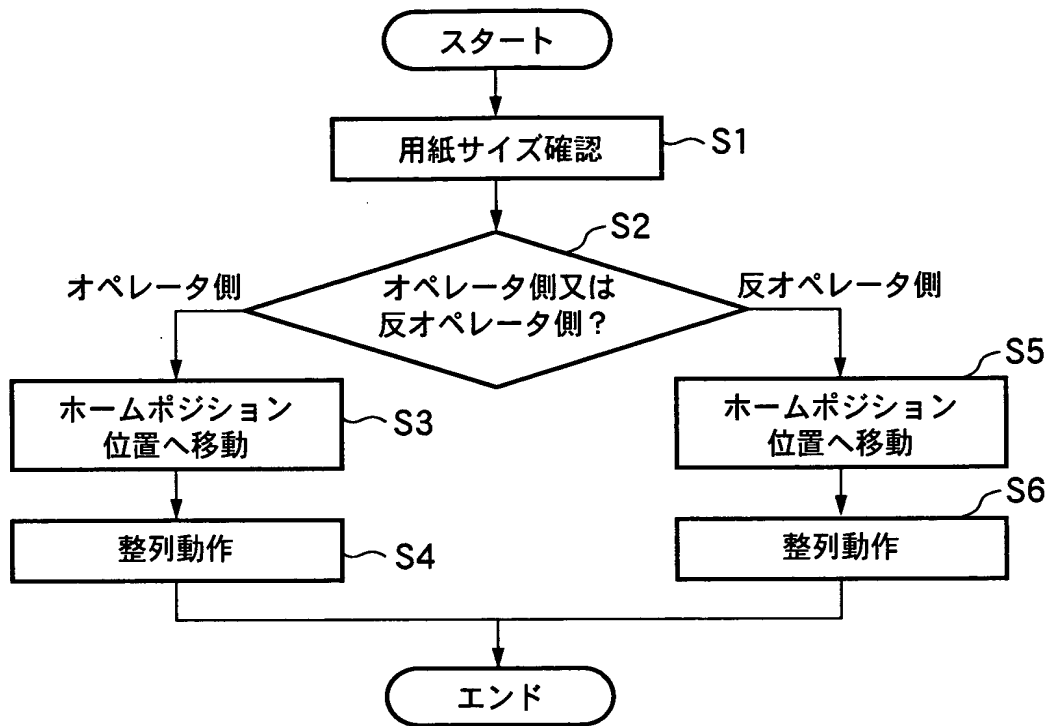 スタート
用紙サイズ確認
S1
S2
オペレータ側
オペレータ側又は
反オペレータ側？
反オペレータ側
ホームポジション
位置へ移動
S3
S5
ホームポジション
位置へ移動
整列動作
S4
S6
整列動作
エンド